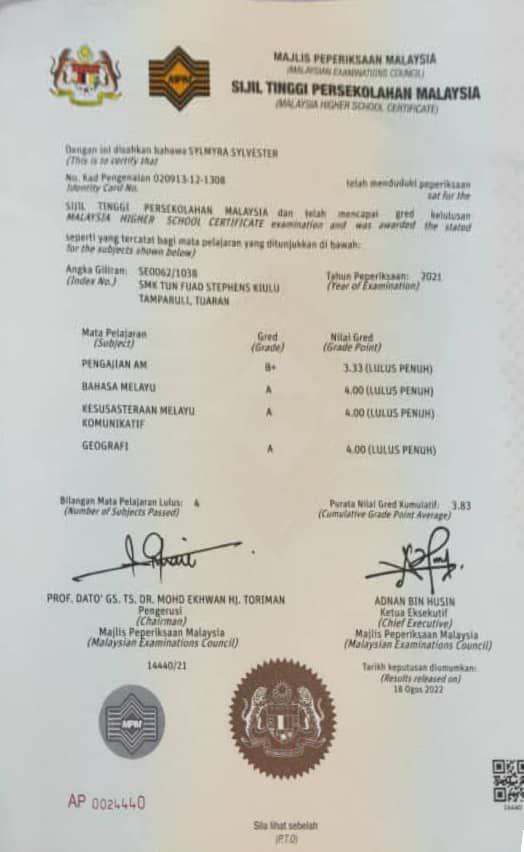 MAJLIS PEPERIKSAAN MALAYSIA
(MALAYSIAN EXAMINATIONS COUNCIL)
SIJIL TINGGI PERSEKOLAHAN MALAYSIA
(MALAYSIA HIGHER SCHOOL CERTIFICATE)
MPM
Dengan ini disahkan bahawa SYLMYRA SYLVESTER
(This is to certify that
No. Kad Pengenalan 020913-12-1308 telah menduduki peperiksaan
Identity Card No. sat for the
SIJIL TINGGI PERSEKOLAHAN MALAYSIA dan telah mencapai gred kelulusan
MALAYSIA HIGHER SCHOOL CERTIFICATE examination and was awarded the stated
seperti yang tercatat bagi mata pelajaran yang ditunjukkan di bawah:
for the subjects shown below)
Angka Giliran: SE0062/1038 Tahun Peperiksaan: 2021
(Index No.) SMK TUN FUAD STEPHENS KIULU (Year of Examination)
TAMPARULI, TUARAN
Mata Pelajaran Gred Nilai Gred
(Subject) (Grade) (Grade Point)
PENGAJIAN AM B+ 3.33 (LULUS PENUH)
BAHASA MELAYU A 4.00 (LULUS PENUH)
KESUSASTERAAN MELAYU A 4.00 (LULUS PENUH)
KOMUNIKATIF
GEOGRAFI A 4.00 (LULUS PENUH)
Bilangan Mata Pelajaran Lulus: 4 Purata Nilai Gred Kumulatif: 3.83
(Number of Subjects Passed) (Cumulative Grade Point Average)
PROF. DATO' GS. TS. DR. MOHD EKHWAN HJ. TORIMAN ADNAN BIN HUSIN
Pengerusi Ketua Eksekutif
(Chairman) (Chief Executive)
Majlis Peperiksaan Malaysia Majlis Peperiksaan Malaysia
(Malaysian Examinations Council) (Malaysian Examinations Council)
14440/21 Tarikh keputusan diumumkan:
(Results released on)
18 Ogos 2022
MPM
AP 0024440
14440
Sila lihat sebelah
(P.T.O)